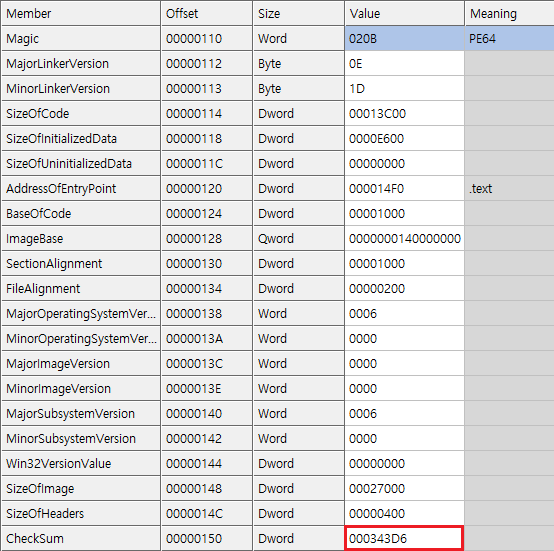 Member Offset Size Value Meaning
Magic 00000110 Word 020B PE64
MajorLinkerVersion 00000112 Byte 0E
MinorLinkerVersion 00000113 Byte 1D
SizeOfCode 00000114 Dword 00013C00
SizeOfInitializedData 00000118 Dword 0000E600
SizeOfUninitializedData 0000011C Dword 00000000
AddressOfEntryPoint 00000120 Dword 000014F0 .text
BaseOfCode 00000124 Dword 00001000
ImageBase 00000128 Qword 0000000140000000
SectionAlignment 00000130 Dword 00001000
FileAlignment 00000134 Dword 00000200
MajorOperatingSystemVer... 00000138 Word 0006
MinorOperatingSystemVer... 0000013A Word 0000
MajorImageVersion 0000013C Word 0000
MinorImageVersion 0000013E Word 0000
MajorSubsystemVersion 00000140 Word 0006
MinorSubsystemVersion 00000142 Word 0000
Win32VersionValue 00000144 Dword 00000000
SizeOfImage 00000148 Dword 00027000
SizeOfHeaders 0000014C Dword 00000400
CheckSum 00000150 Dword 000343D6